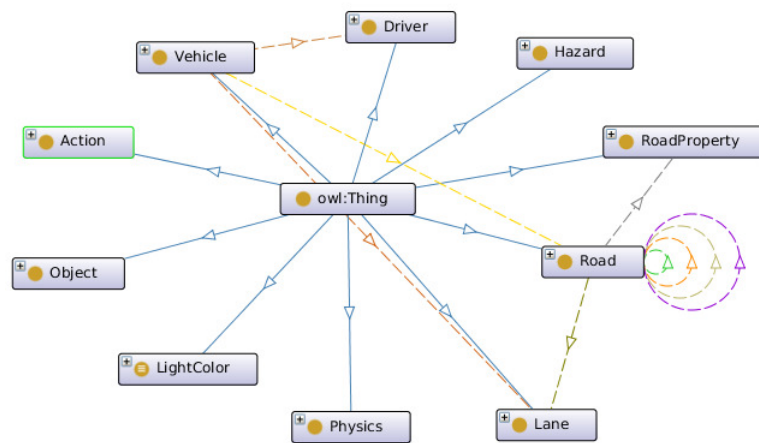 Driver
Vehicle
Hazard
Action
RoadProperty
owl:Thing
Road
Object
LightColor
Physics
Lane